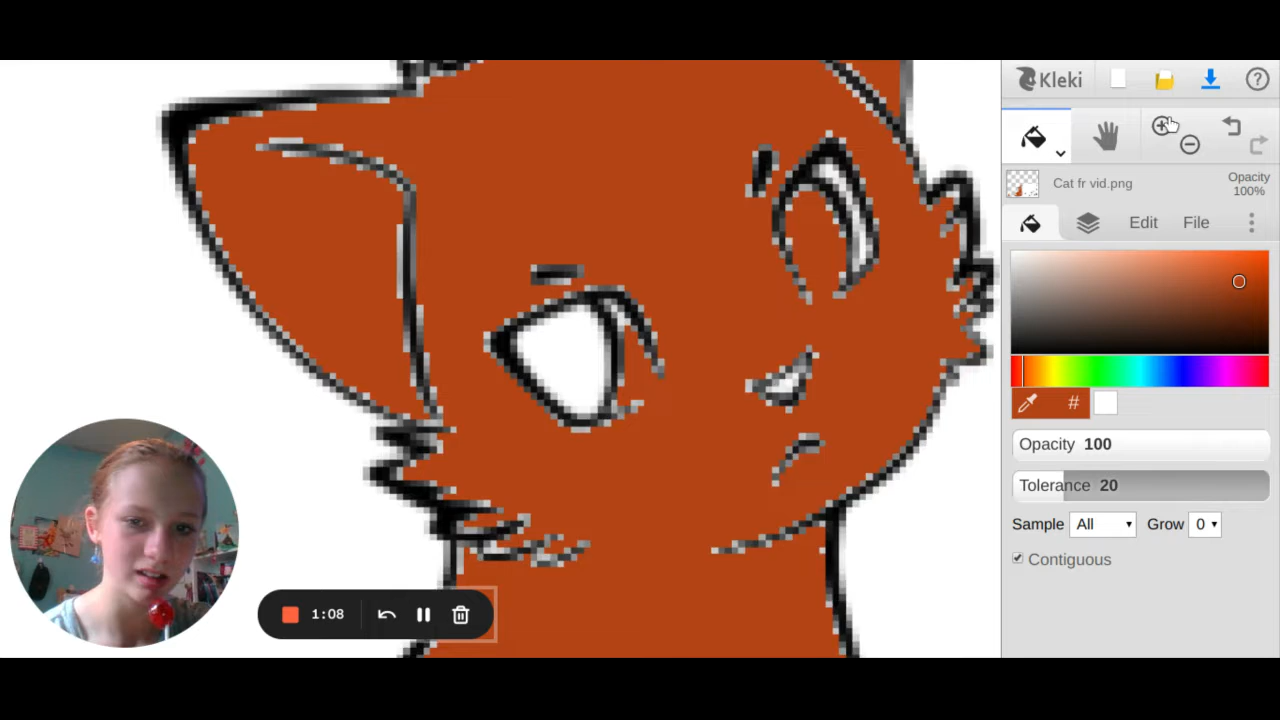 Kleki
Cat fr vid.png
Opacity
100%
Edit File
#
Opacity 100
Tolerance 20
Sample All Grow 0
Contiguous
1:08